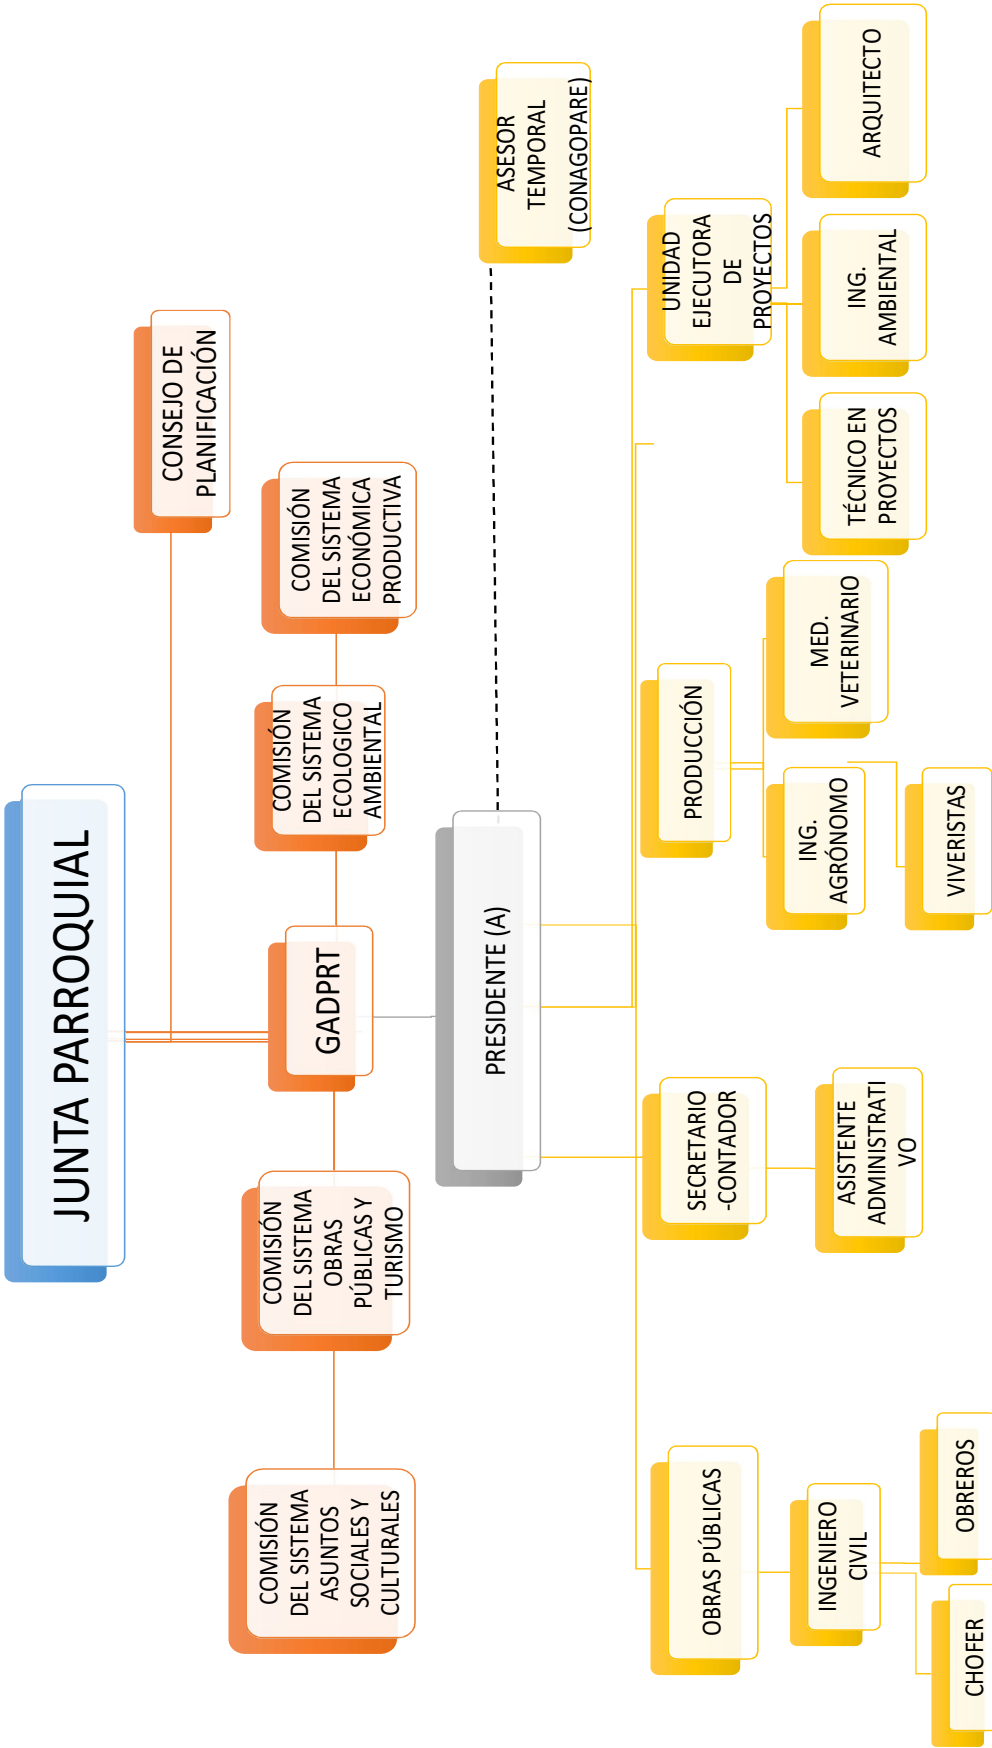 JUNTA PARROQUIAL
CONSEJO DE
PLANIFICACIÓN
COMISIÓN
DEL SISTEMA
ASUNTOS
SOCIALES Y
CULTURALES
COMISIÓN
DEL SISTEMA
OBRAS
PÚBLICAS Y
TURISMO
GADPRT
COMISIÓN
DEL SISTEMA
ECOLOGICO
AMBIENTAL
COMISIÓN
DEL SISTEMA
ECONÓMICA
PRODUCTIVA
PRESIDENTE (A)
ASESOR
TEMPORAL
(CONAGOPARE)
OBRAS PÚBLICAS
SECRETARIO
-CONTADOR
PRODUCCIÓN
UNIDAD
EJECUTORA
DE
PROYECTOS
INGENIERO
CIVIL
ASISTENTE
ADMINISTRATI
VO
ING.
AGRÓNOMO
MED.
VETERINARIO
TÉCNICO EN
PROYECTOS
ING.
AMBIENTAL
ARQUITECTO
CHOFER
OBREROS
VIVERISTAS